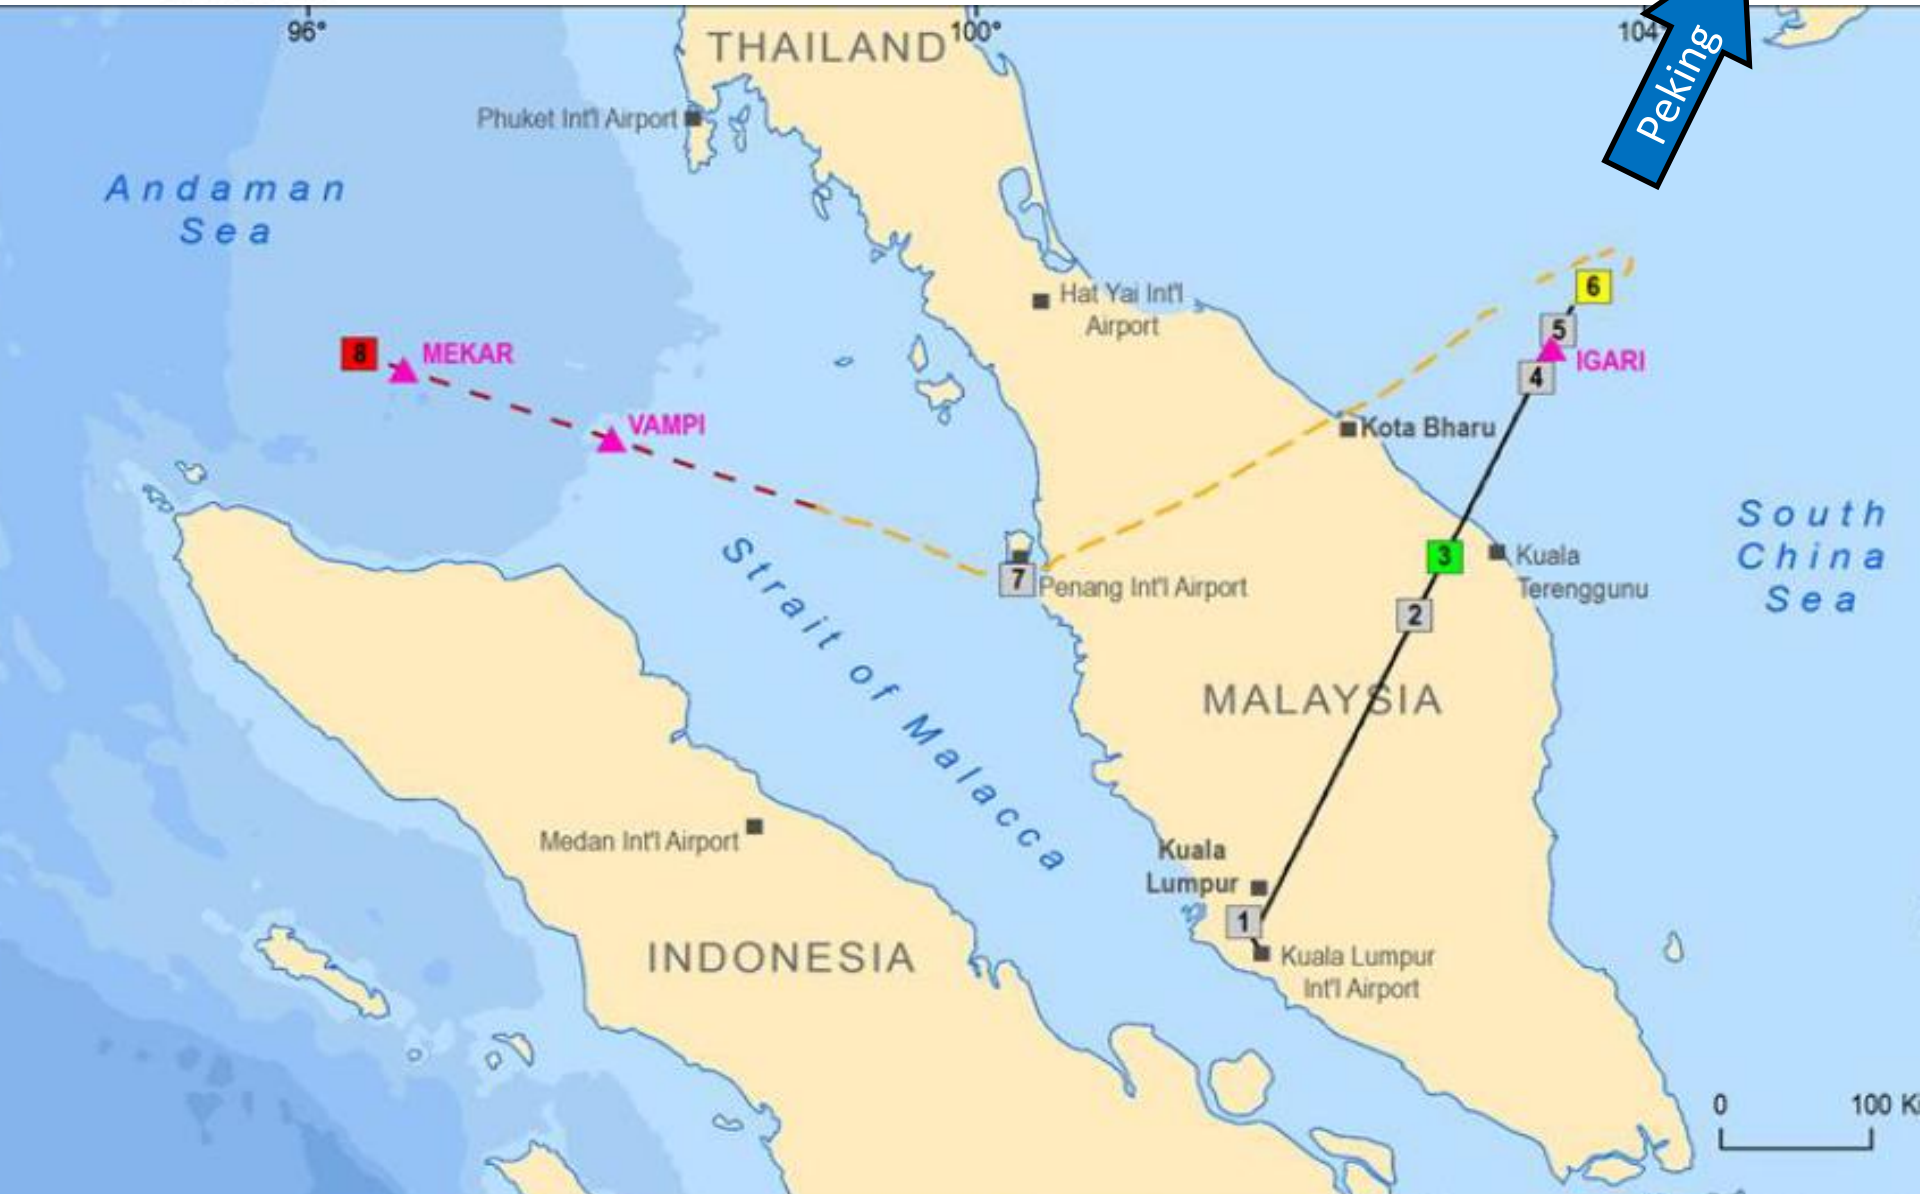 96°
100°
104
Peking
THAILAND
Phuket Int'l Airport
Andaman
Sea
Hat Yai Int'l
Airport
6
5
IGARI
4
8
MEKAR
VAMPI
Kota Bharu
South
China
Sea
3
Kuala
Terenggunu
7
Penang Int'l Airport
2
Strait of Malacca
MALAYSIA
Medan Int'l Airport
Kuala
Lumpur
1
Kuala Lumpur
Int'l Airport
INDONESIA
0
100 Ki